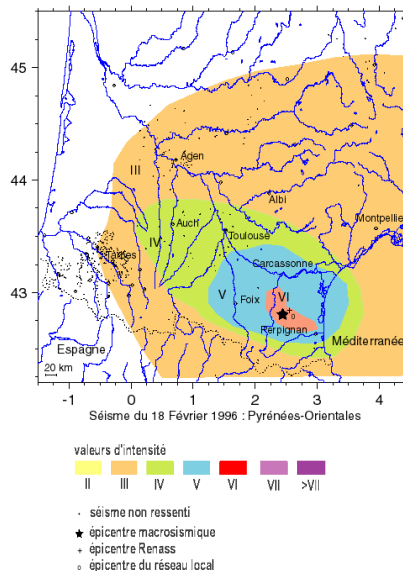 45
44
43
III
Agen
Albi
Montpellier
Auch
Toulouse
IV
Tarbes
Carcassonne
V
Foix
VI
Perpignan
Méditerranée
Espagne
20 km
-1 0 1 2 3 4
Séisme du 18 Février 1996 : Pyrénées-Orientales
valeurs d'intensité
II III IV V VI VII >VII
séisme non ressenti
épicentre macrosismique
épicentre Renass
épicentre du réseau local